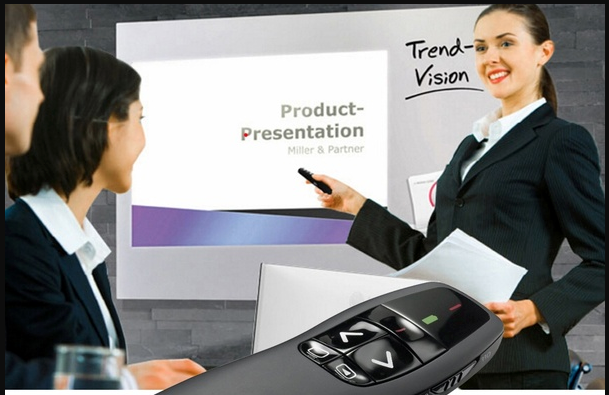 Product-
Presentation
Miller & Partner
Trend-
Vision